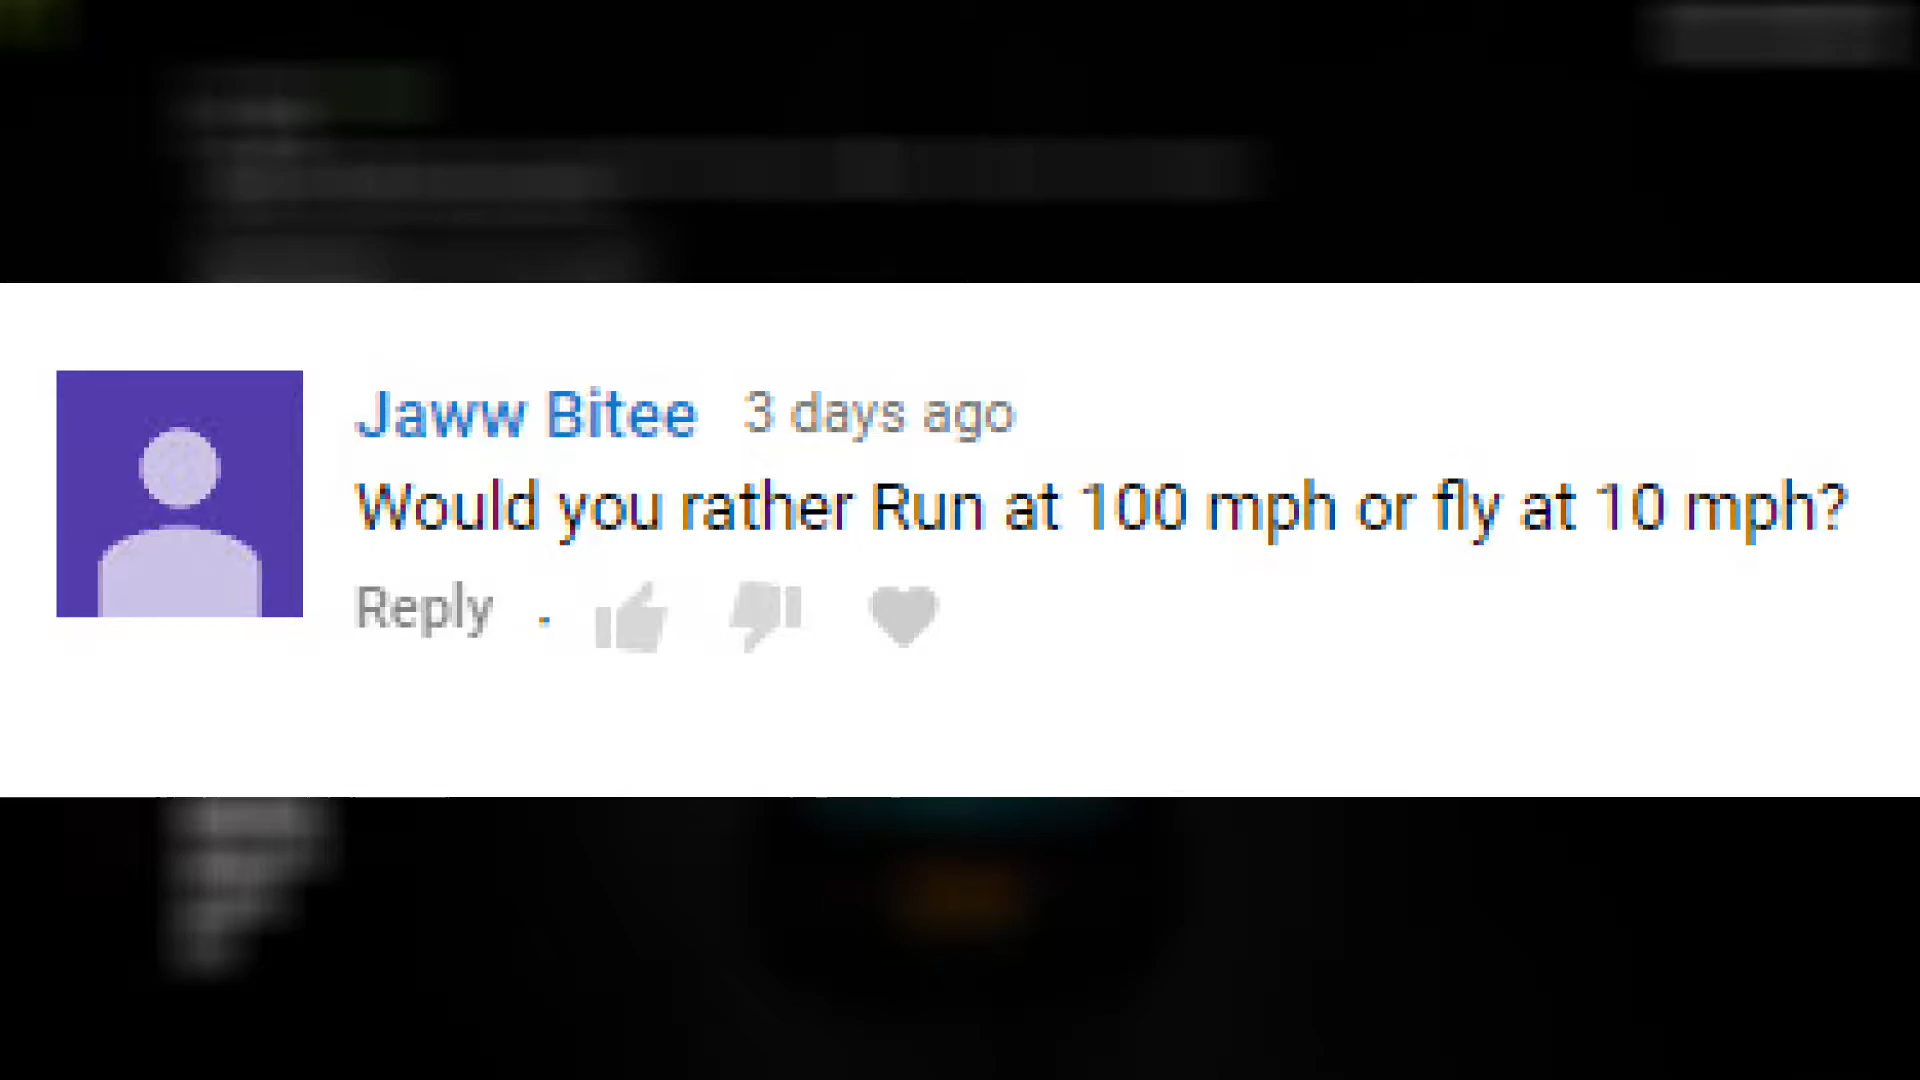 Jaww Bitee 3 days ago
Would you rather Run at 100 mph or fly at 10 mph?
Reply